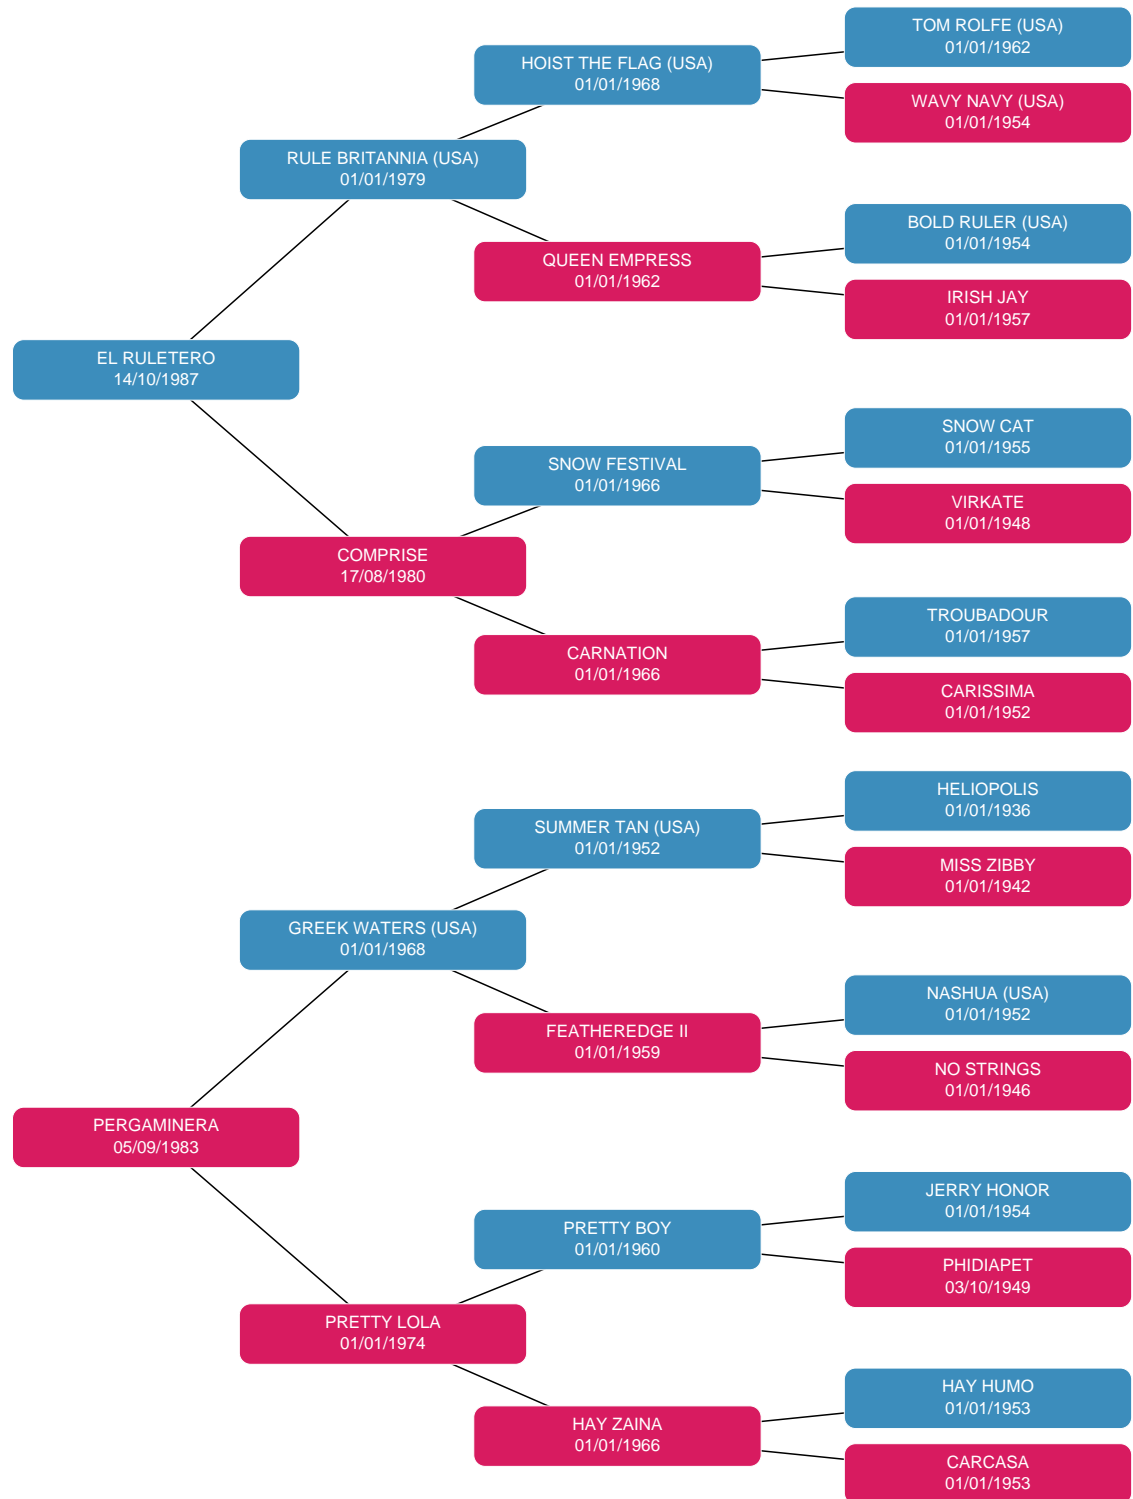 TOM ROLFE (USA)
01/01/1962
HOIST THE FLAG (USA)
01/01/1968
WAVY NAVY (USA)
01/01/1954
RULE BRITANNIA (USA)
01/01/1979
BOLD RULER (USA)
01/01/1954
QUEEN EMPRESS
01/01/1962
IRISH JAY
01/01/1957
EL RULETERO
14/10/1987
SNOW CAT
01/01/1955
SNOW FESTIVAL
01/01/1966
VIRKATE
01/01/1948
COMPRISE
17/08/1980
TROUBADOUR
01/01/1957
CARNATION
01/01/1966
CARISSIMA
01/01/1952
HELIOPOLIS
01/01/1936
SUMMER TAN (USA)
01/01/1952
MISS ZIBBY
01/01/1942
GREEK WATERS (USA)
01/01/1968
NASHUA (USA)
01/01/1952
FEATHEREDGE II
01/01/1959
NO STRINGS
01/01/1946
PERGAMINERA
05/09/1983
JERRY HONOR
01/01/1954
PRETTY BOY
01/01/1960
PHIDIAPET
03/10/1949
PRETTY LOLA
01/01/1974
HAY HUMO
01/01/1953
HAY ZAINA
01/01/1966
CARCASA
01/01/1953